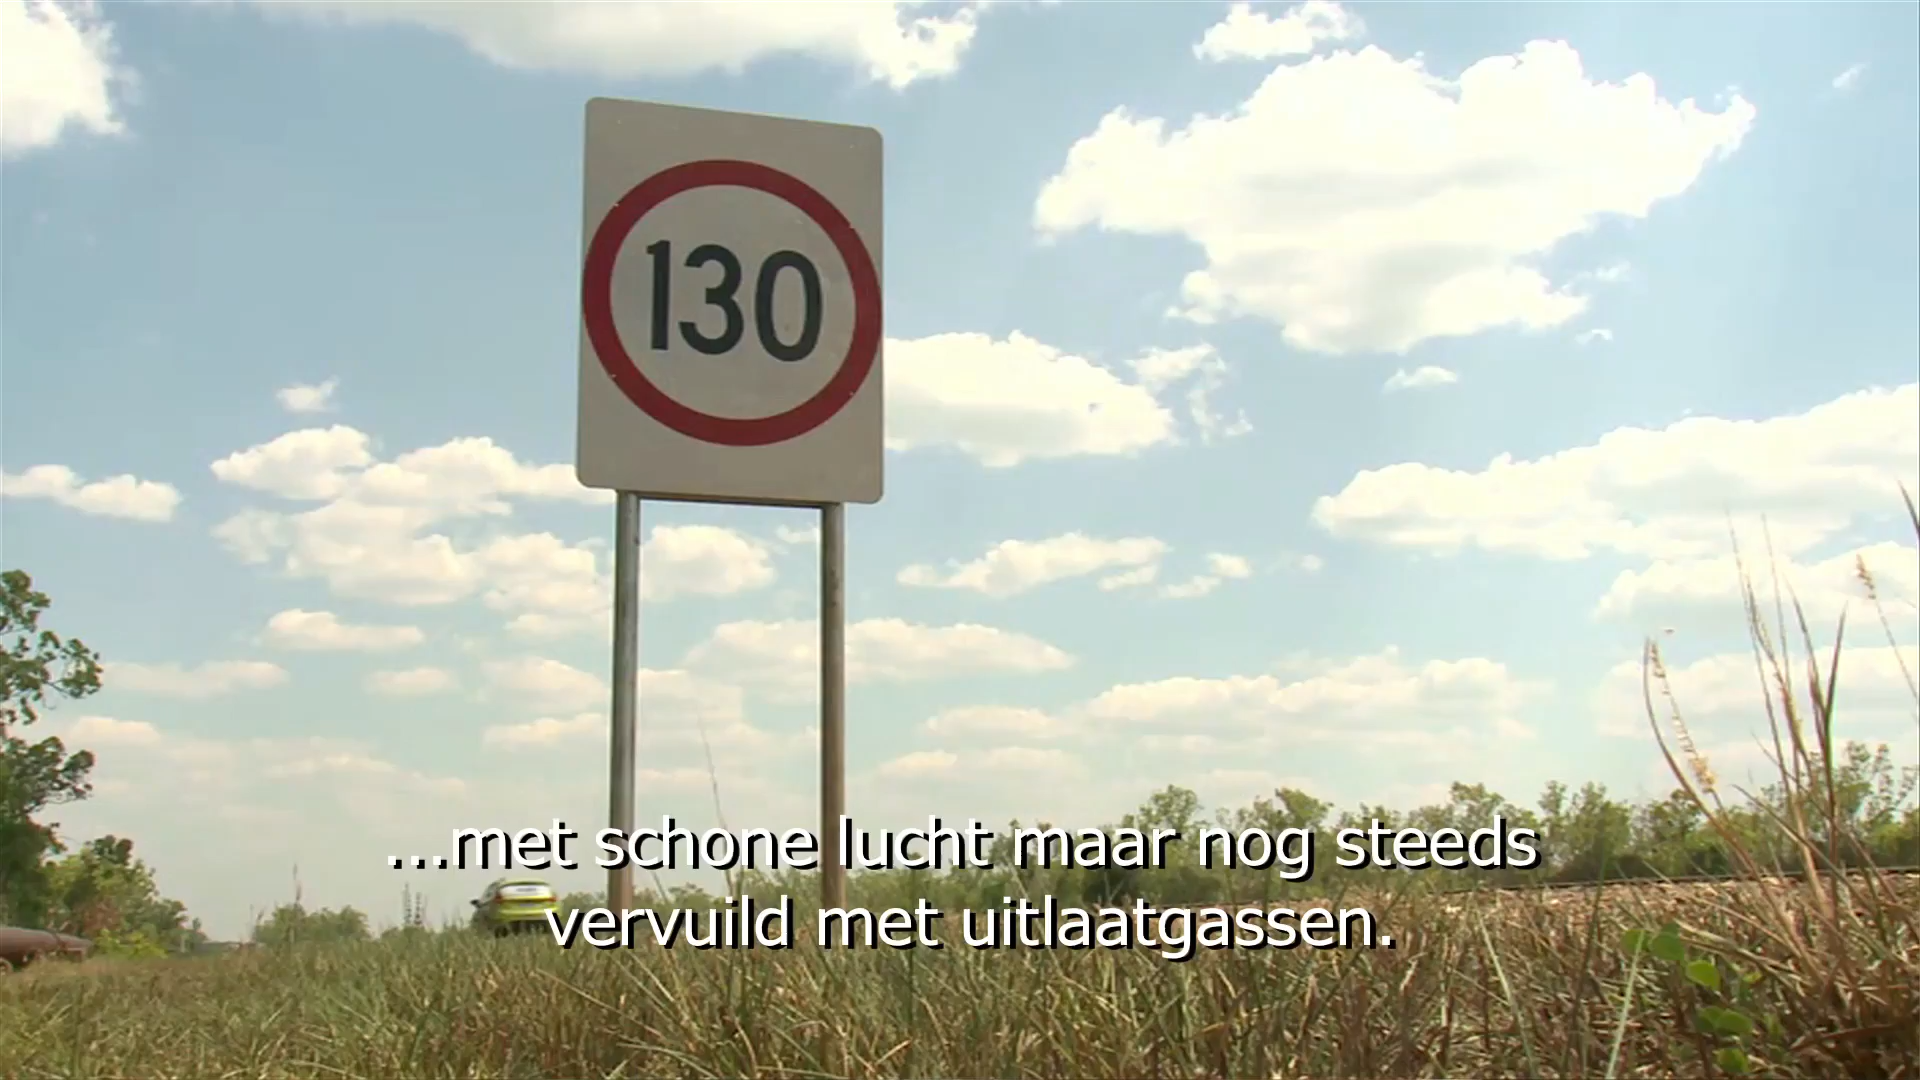 130
...met schone lucht maar nog steeds
vervuild met uitlaatgassen.